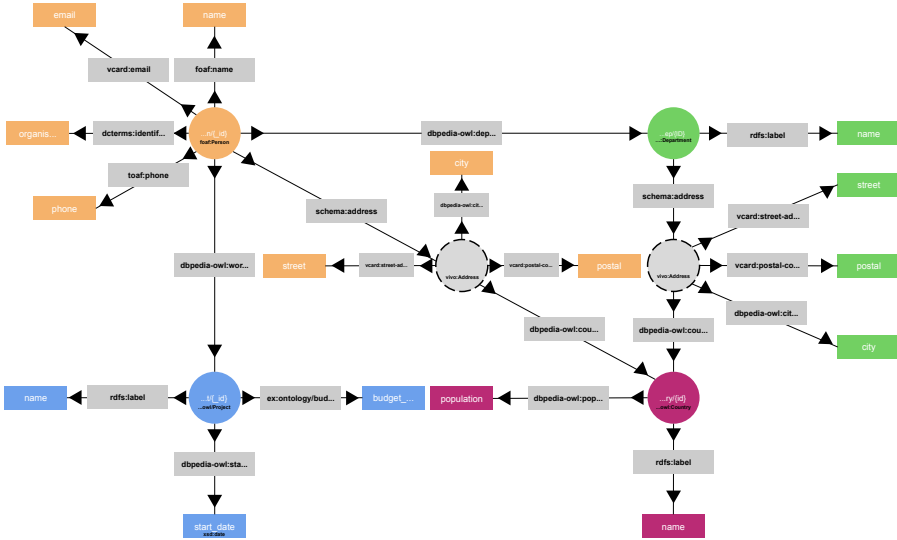 email
name
vcard:email
foaf:name
organis...
dcterms:identif...
...n/{_id}
foaf:Person
dbpedia-owl:dep...
...ep/{ID}
...:Department
rdfs:label
name
toaf:phone
city
street
phone
schema:address
dbpedia-owl:cit...
schema:address
vcard:street-ad...
dbpedia-owl:wor...
street
vcard:street-ad...
vivo:Address
vcard:postal-co...
postal
vivo:Address
vcard:postal-co...
postal
dbpedia-owl:cou...
dbpedia-owl:cou...
dbpedia-owl:cit...
city
name
rdfs:label
...t/{_id}
...owl/Project
ex:ontology/bud...
budget_...
population
dbpedia-owl:pop...
...ry/{id}
...owl:Country
dbpedia-owl:sta...
rdfs:label
start_date
xsd:date
name